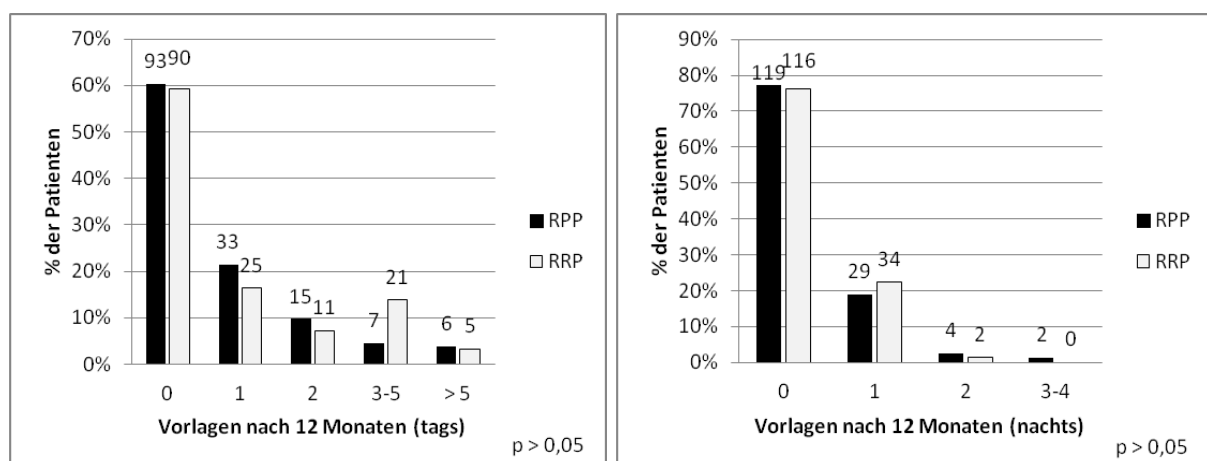 70%
60%
50%
40%
30%
20%
10%
0%
% der Patienten
93 90
33
25
15
11
7
21
6
5
0 1 2 3-5 > 5
Vorlagen nach 12 Monaten (tags)
RPP
RRP
p > 0,05
90%
80%
70%
60%
50%
40%
30%
20%
10%
0%
% der Patienten
119
116
29
34
4
2
2
0
0 1 2 3-4
Vorlagen nach 12 Monaten (nachts)
RPP
RRP
p > 0,05